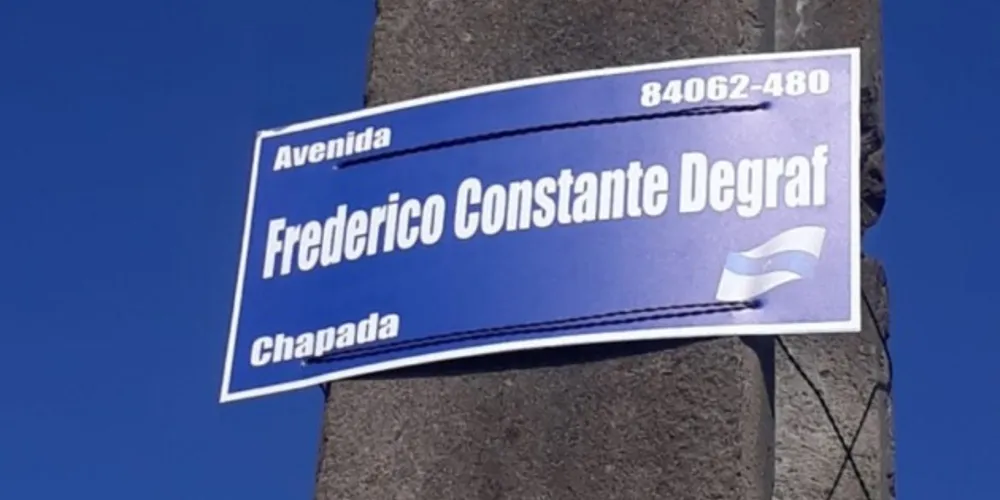 Avenida 84062-480
Frederico Constante Degraf
Chapada